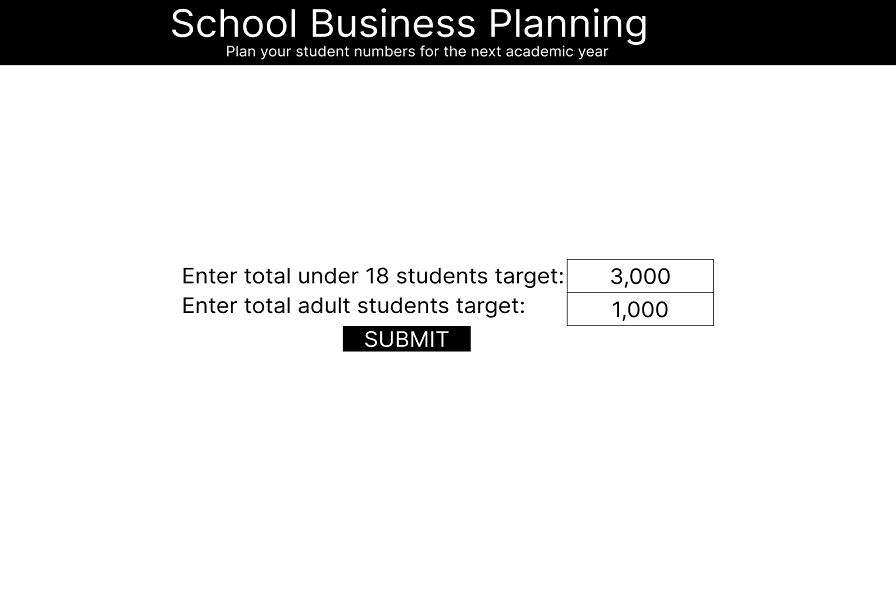 School Business Planning
Plan your student numbers for the next academic year
Enter total under 18 students target: 3,000
Enter total adult students target: 1,000
SUBMIT